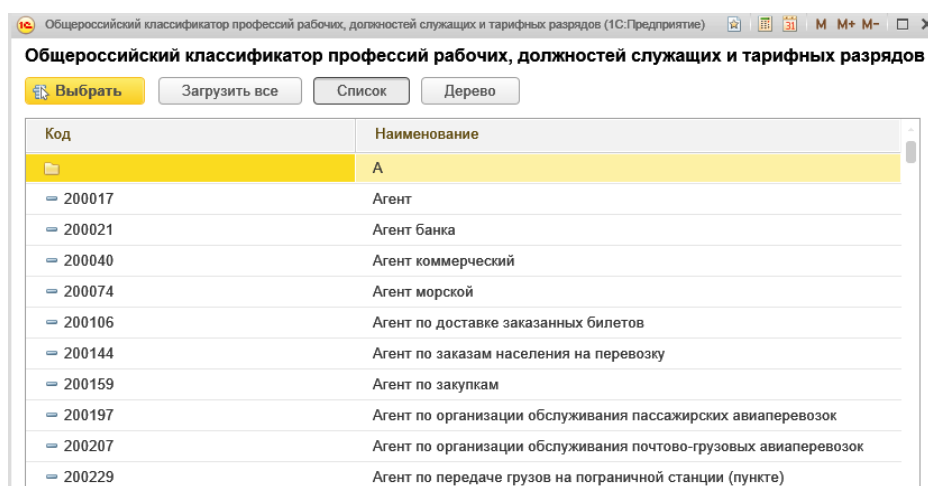 1С Общероссийский классификатор профессий рабочих, должностей служащих и тарифных разрядов (1С:Предприятие) 31 M M+ M-
Общероссийский классификатор профессий рабочих, должностей служащих и тарифных разрядов
Выбрать Загрузить все Список Дерево
Код Наименование
А
200017 Агент
200021 Агент банка
200040 Агент коммерческий
200074 Агент морской
200106 Агент по доставке заказанных билетов
200144 Агент по заказам населения на перевозку
200159 Агент по закупкам
200197 Агент по организации обслуживания пассажирских авиаперевозок
200207 Агент по организации обслуживания почтово-грузовых авиаперевозок
200229 Агент по передаче грузов на пограничной станции (пункте)